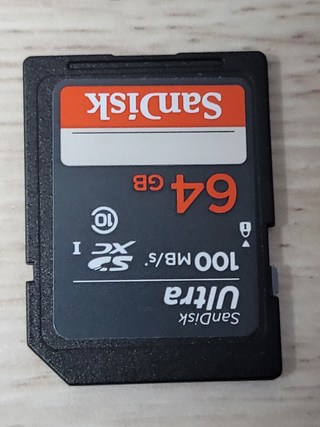 SanDisk
Ultra
100 MB/s*
SD XC I
10
64 GB
SanDisk